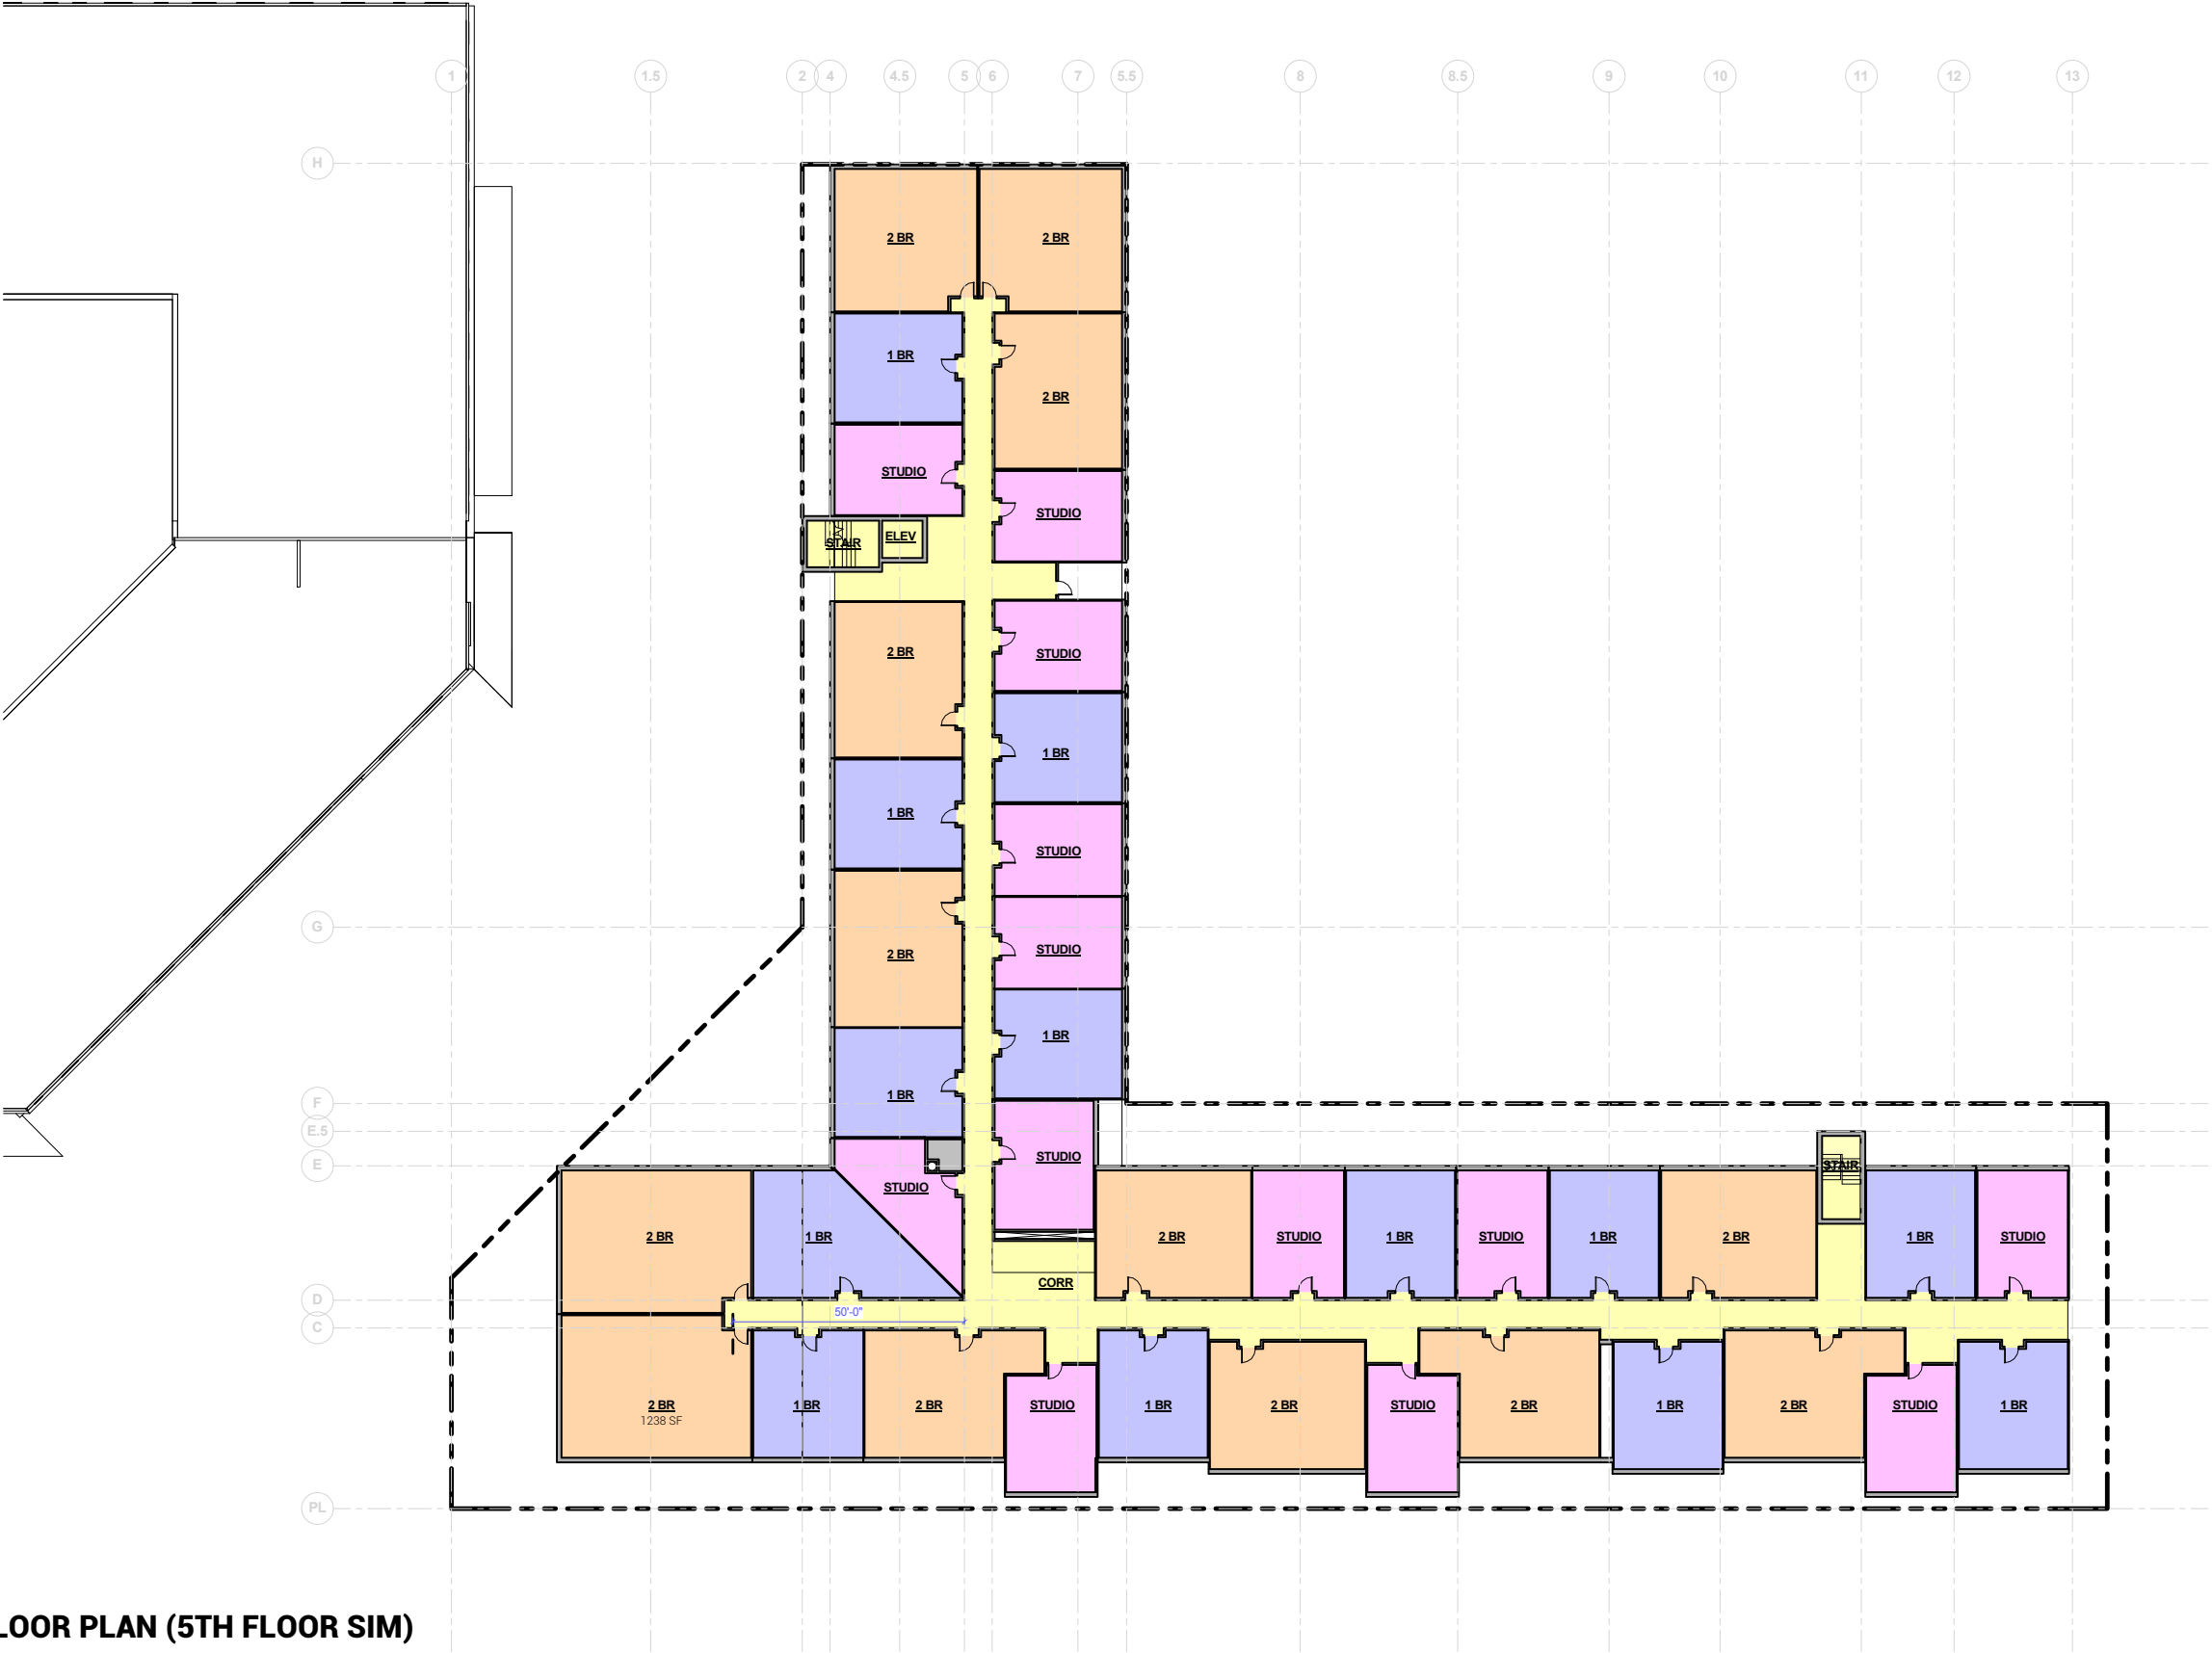 1 1.5 2 4 4.5 5 6 7 5.5 8 8.5 9 10 11 12 13
H
2 BR 2 BR
1 BR
2 BR
STUDIO
STUDIO
STAIR ELEV
2 BR STUDIO
1 BR
1 BR
STUDIO
G
2 BR STUDIO
1 BR
1 BR
F
E.5
E
STUDIO
STUDIO
STAIR
2 BR 1 BR 2 BR STUDIO 1 BR STUDIO 1 BR 2 BR 1 BR STUDIO
CORR
D
50'-0"
C
2 BR 1 BR 2 BR STUDIO 1 BR 2 BR STUDIO 2 BR 1 BR 2 BR STUDIO 1 BR
1238 SF
PL
LOOR PLAN (5TH FLOOR SIM)